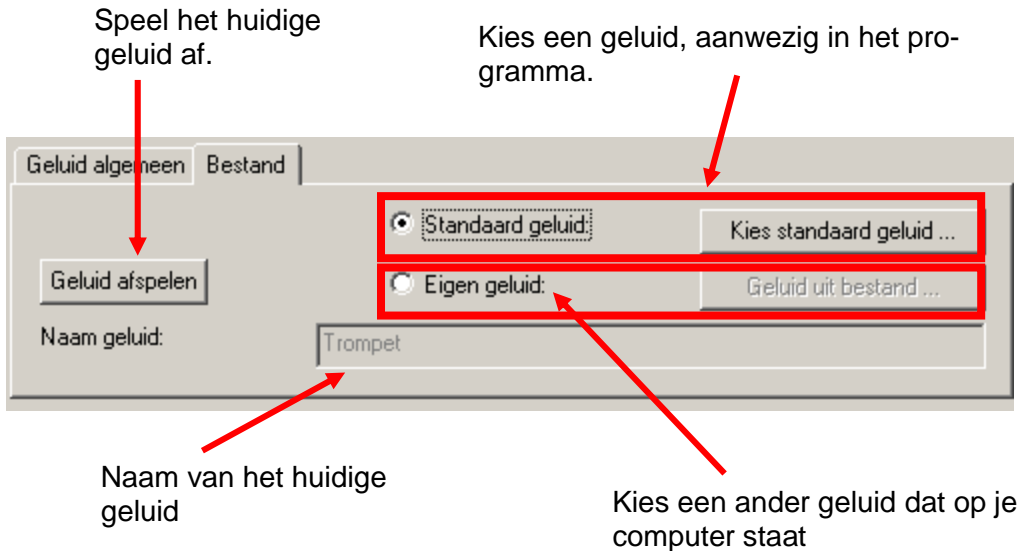 Speel het huidige
geluid af.
Kies een geluid, aanwezig in het pro-
gramma.
Geluid algemeen Bestand
Standaard geluid: Kies standaard geluid ...
Geluid afspelen Eigen geluid: Geluid uit bestand ...
Naam geluid: Trompet
Naam van het huidige
geluid
Kies een ander geluid dat op je
computer staat